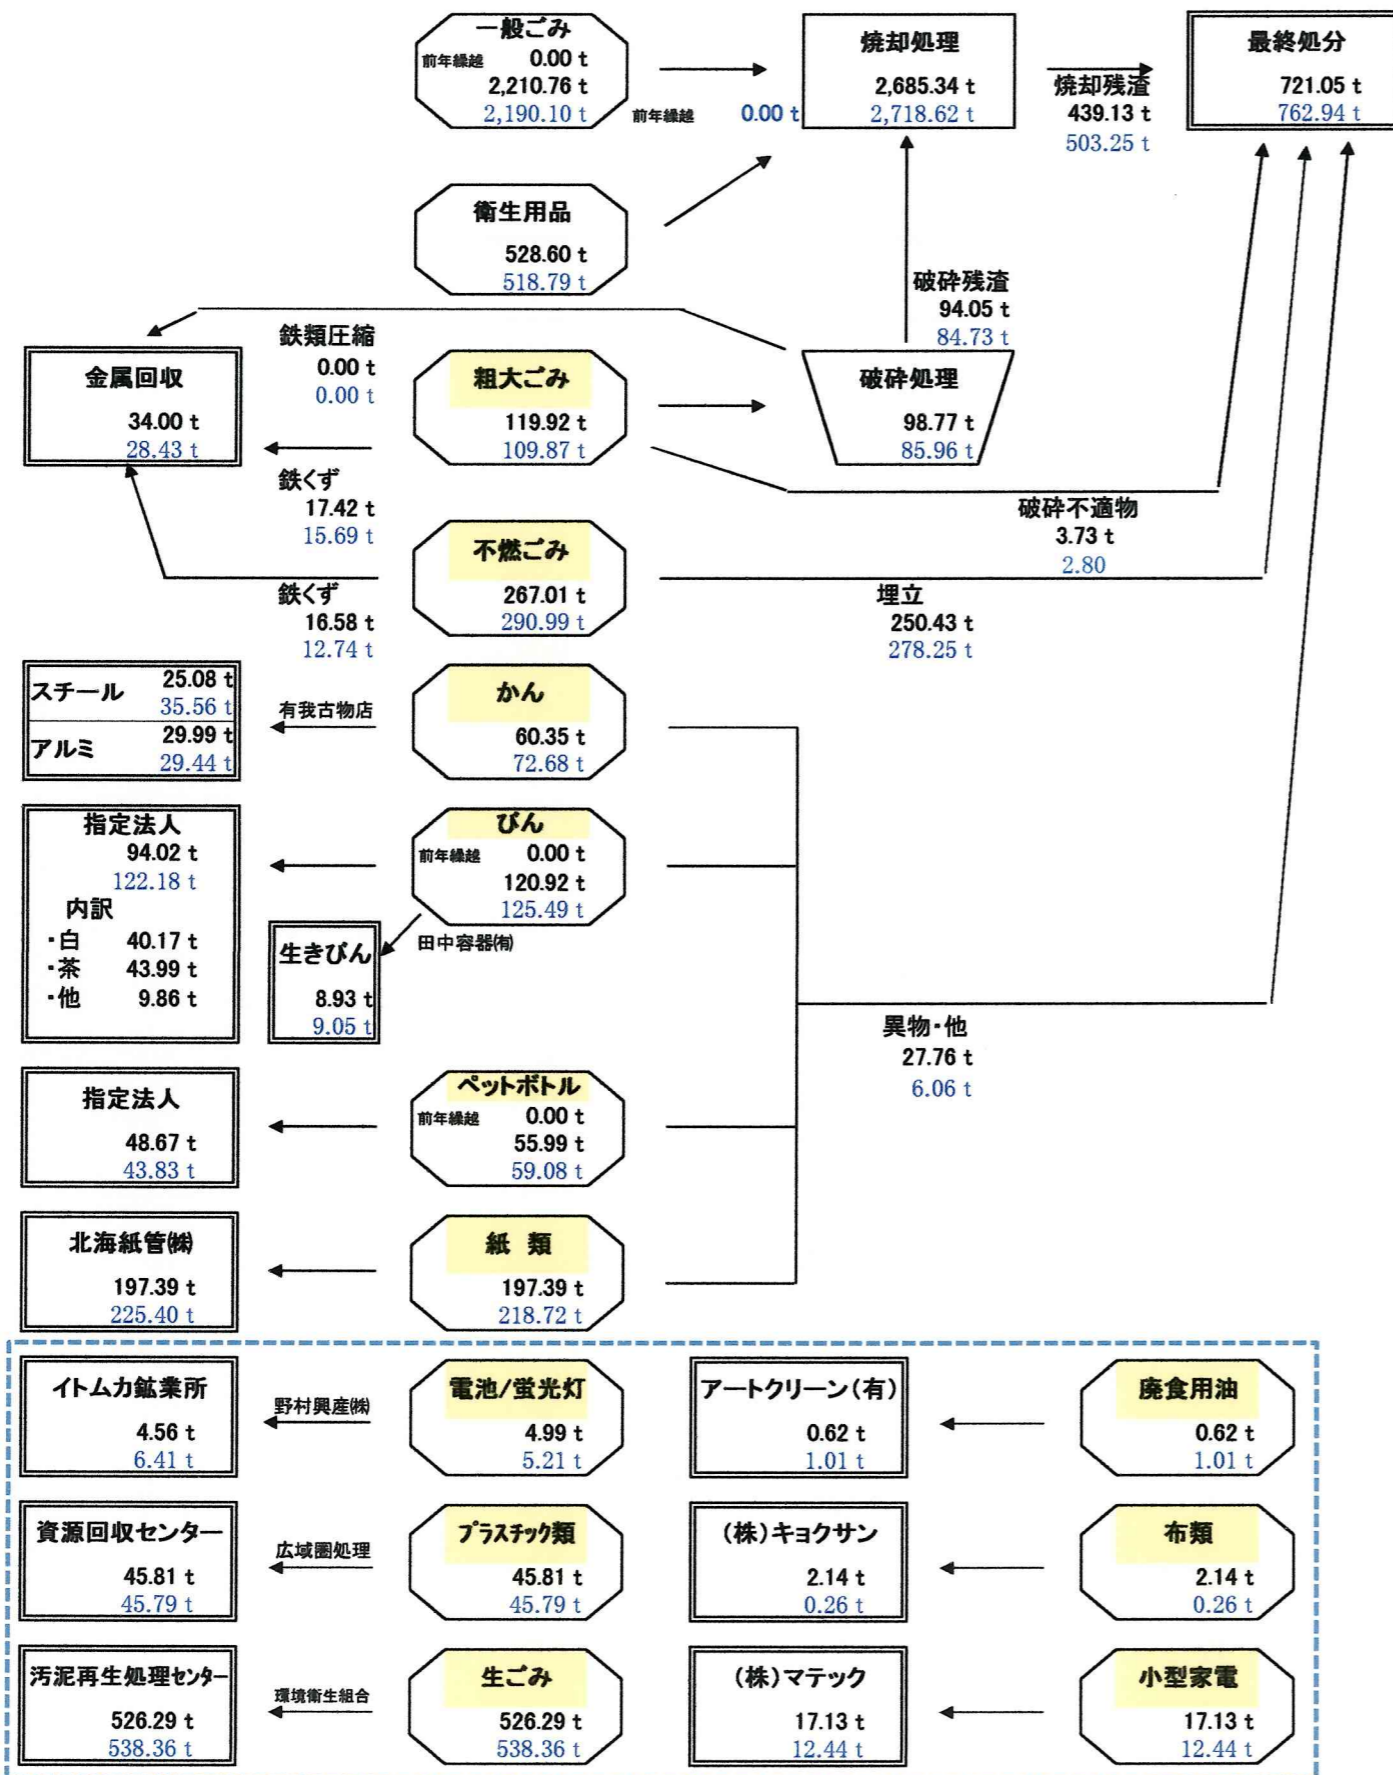 一般ごみ
前年繰越 0.00 t
2,210.76 t
2,190.10 t
前年繰越 0.00 t
焼却処理
2,685.34 t
2,718.62 t
焼却残渣
439.13 t
503.25 t
最終処分
721.05 t
762.94 t
衛生用品
528.60 t
518.79 t
破砕残渣
94.05 t
84.73 t
金属回収
34.00 t
28.43 t
鉄類圧縮
0.00 t
0.00 t
粗大ごみ
119.92 t
109.87 t
破砕処理
98.77 t
85.96 t
鉄くず
17.42 t
15.69 t
破砕不適物
3.73 t
2.80
不燃ごみ
267.01 t
290.99 t
鉄くず
16.58 t
12.74 t
埋立
250.43 t
278.25 t
スチール 25.08 t
35.56 t
アルミ 29.99 t
29.44 t
有我古物店
かん
60.35 t
72.68 t
指定法人
94.02 t
122.18 t
内訳
・白 40.17 t
・茶 43.99 t
・他 9.86 t
びん
前年繰越 0.00 t
120.92 t
125.49 t
田中容器㈲
生きびん
8.93 t
9.05 t
異物・他
27.76 t
6.06 t
指定法人
48.67 t
43.83 t
ペットボトル
前年繰越 0.00 t
55.99 t
59.08 t
北海紙管㈱
197.39 t
225.40 t
紙 類
197.39 t
218.72 t
イトムカ鉱業所
4.56 t
6.41 t
野村興産㈱
電池/蛍光灯
4.99 t
5.21 t
アートクリーン(有)
0.62 t
1.01 t
廃食用油
0.62 t
1.01 t
資源回収センター
45.81 t
45.79 t
広域圏処理
プラスチック類
45.81 t
45.79 t
(株)キョクサン
2.14 t
0.26 t
布類
2.14 t
0.26 t
汚泥再生処理センター
526.29 t
538.36 t
環境衛生組合
生ごみ
526.29 t
538.36 t
(株)マテック
17.13 t
12.44 t
小型家電
17.13 t
12.44 t